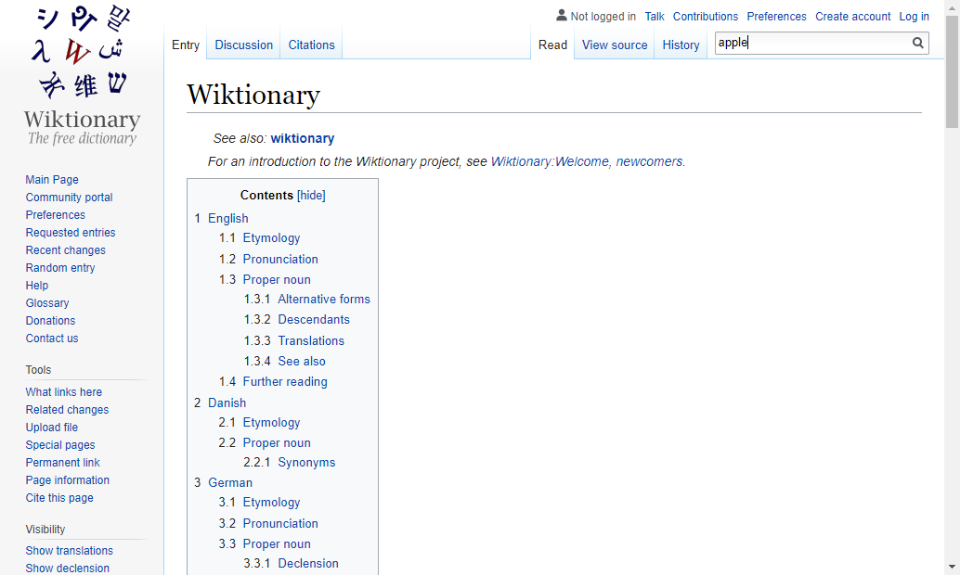 Not logged in Talk Contributions Preferences Create account Log in
Entry Discussion Citations Read View source History apple
シ Ψ 말
λ W ش
维 ש
Wiktionary
The free dictionary
Main Page
Community portal
Preferences
Requested entries
Recent changes
Random entry
Help
Glossary
Donations
Contact us
Tools
What links here
Related changes
Upload file
Special pages
Permanent link
Page information
Cite this page
Visibility
Show translations
Show declension
Wiktionary
See also: wiktionary
For an introduction to the Wiktionary project, see Wiktionary:Welcome, newcomers.
Contents [hide]
1 English
1.1 Etymology
1.2 Pronunciation
1.3 Proper noun
1.3.1 Alternative forms
1.3.2 Descendants
1.3.3 Translations
1.3.4 See also
1.4 Further reading
2 Danish
2.1 Etymology
2.2 Proper noun
2.2.1 Synonyms
3 German
3.1 Etymology
3.2 Pronunciation
3.3 Proper noun
3.3.1 Declension